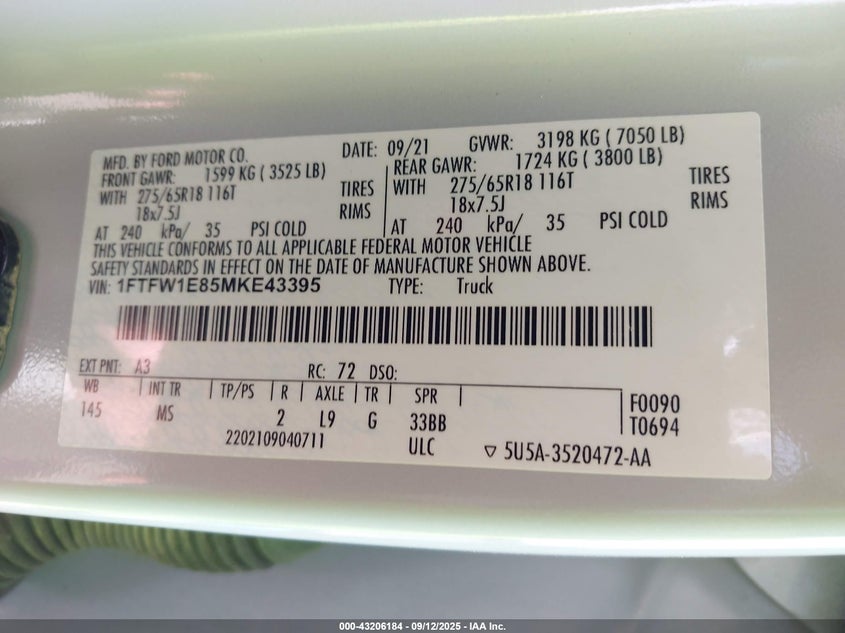 MFD. BY FORD MOTOR CO. DATE: 09/21 GVWR: 3198 KG ( 7050 LB)
FRONT GAWR: 1599 KG ( 3525 LB) REAR GAWR: 1724 KG ( 3800 LB)
WITH 275/65R18 116T TIRES WITH 275/65R18 116T TIRES
18x7.5J RIMS 18x7.5J RIMS
AT 240 kPa/ 35 PSI COLD AT 240 kPa/ 35 PSI COLD
THIS VEHICLE CONFORMS TO ALL APPLICABLE FEDERAL MOTOR VEHICLE
SAFETY STANDARDS IN EFFECT ON THE DATE OF MANUFACTURE SHOWN ABOVE.
VIN: 1FTFW1E85MKE43395 TYPE: Truck
EXT PNT: A3 RC: 72 DSO:
WB INT TR TP/PS R AXLE TR SPR F0090
145 MS 2 L9 G 33BB T0694
2202109040711 ULC ▽ 5U5A-3520472-AA
000-43206184 - 09/12/2025 - IAA Inc.